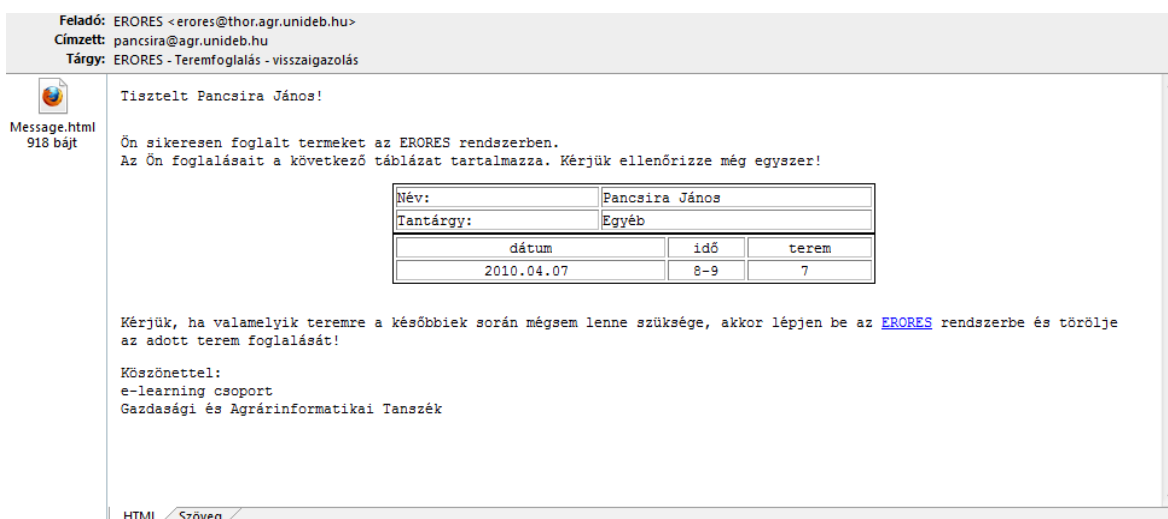 Feladó: ERORES <erores@thor.agr.unideb.hu>
Címzett: pancsira@agr.unideb.hu
Tárgy: ERORES - Teremfoglalás - visszaigazolás
Message.html
918 bájt
Tisztelt Pancsira János!
Ön sikeresen foglalt termeket az ERORES rendszerben.
Az Ön foglalásait a következő táblázat tartalmazza. Kérjük ellenőrizze még egyszer!
Név: Pancsira János
Tantárgy: Egyéb
dátum idő terem
2010.04.07 8-9 7
Kérjük, ha valamelyik teremre a későbbiek során mégsem lenne szüksége, akkor lépjen be az ERORES rendszerbe és törölje
az adott terem foglalását!
Köszönettel:
e-learning csoport
Gazdasági és Agrárinformatikai Tanszék
HTML Szöveg